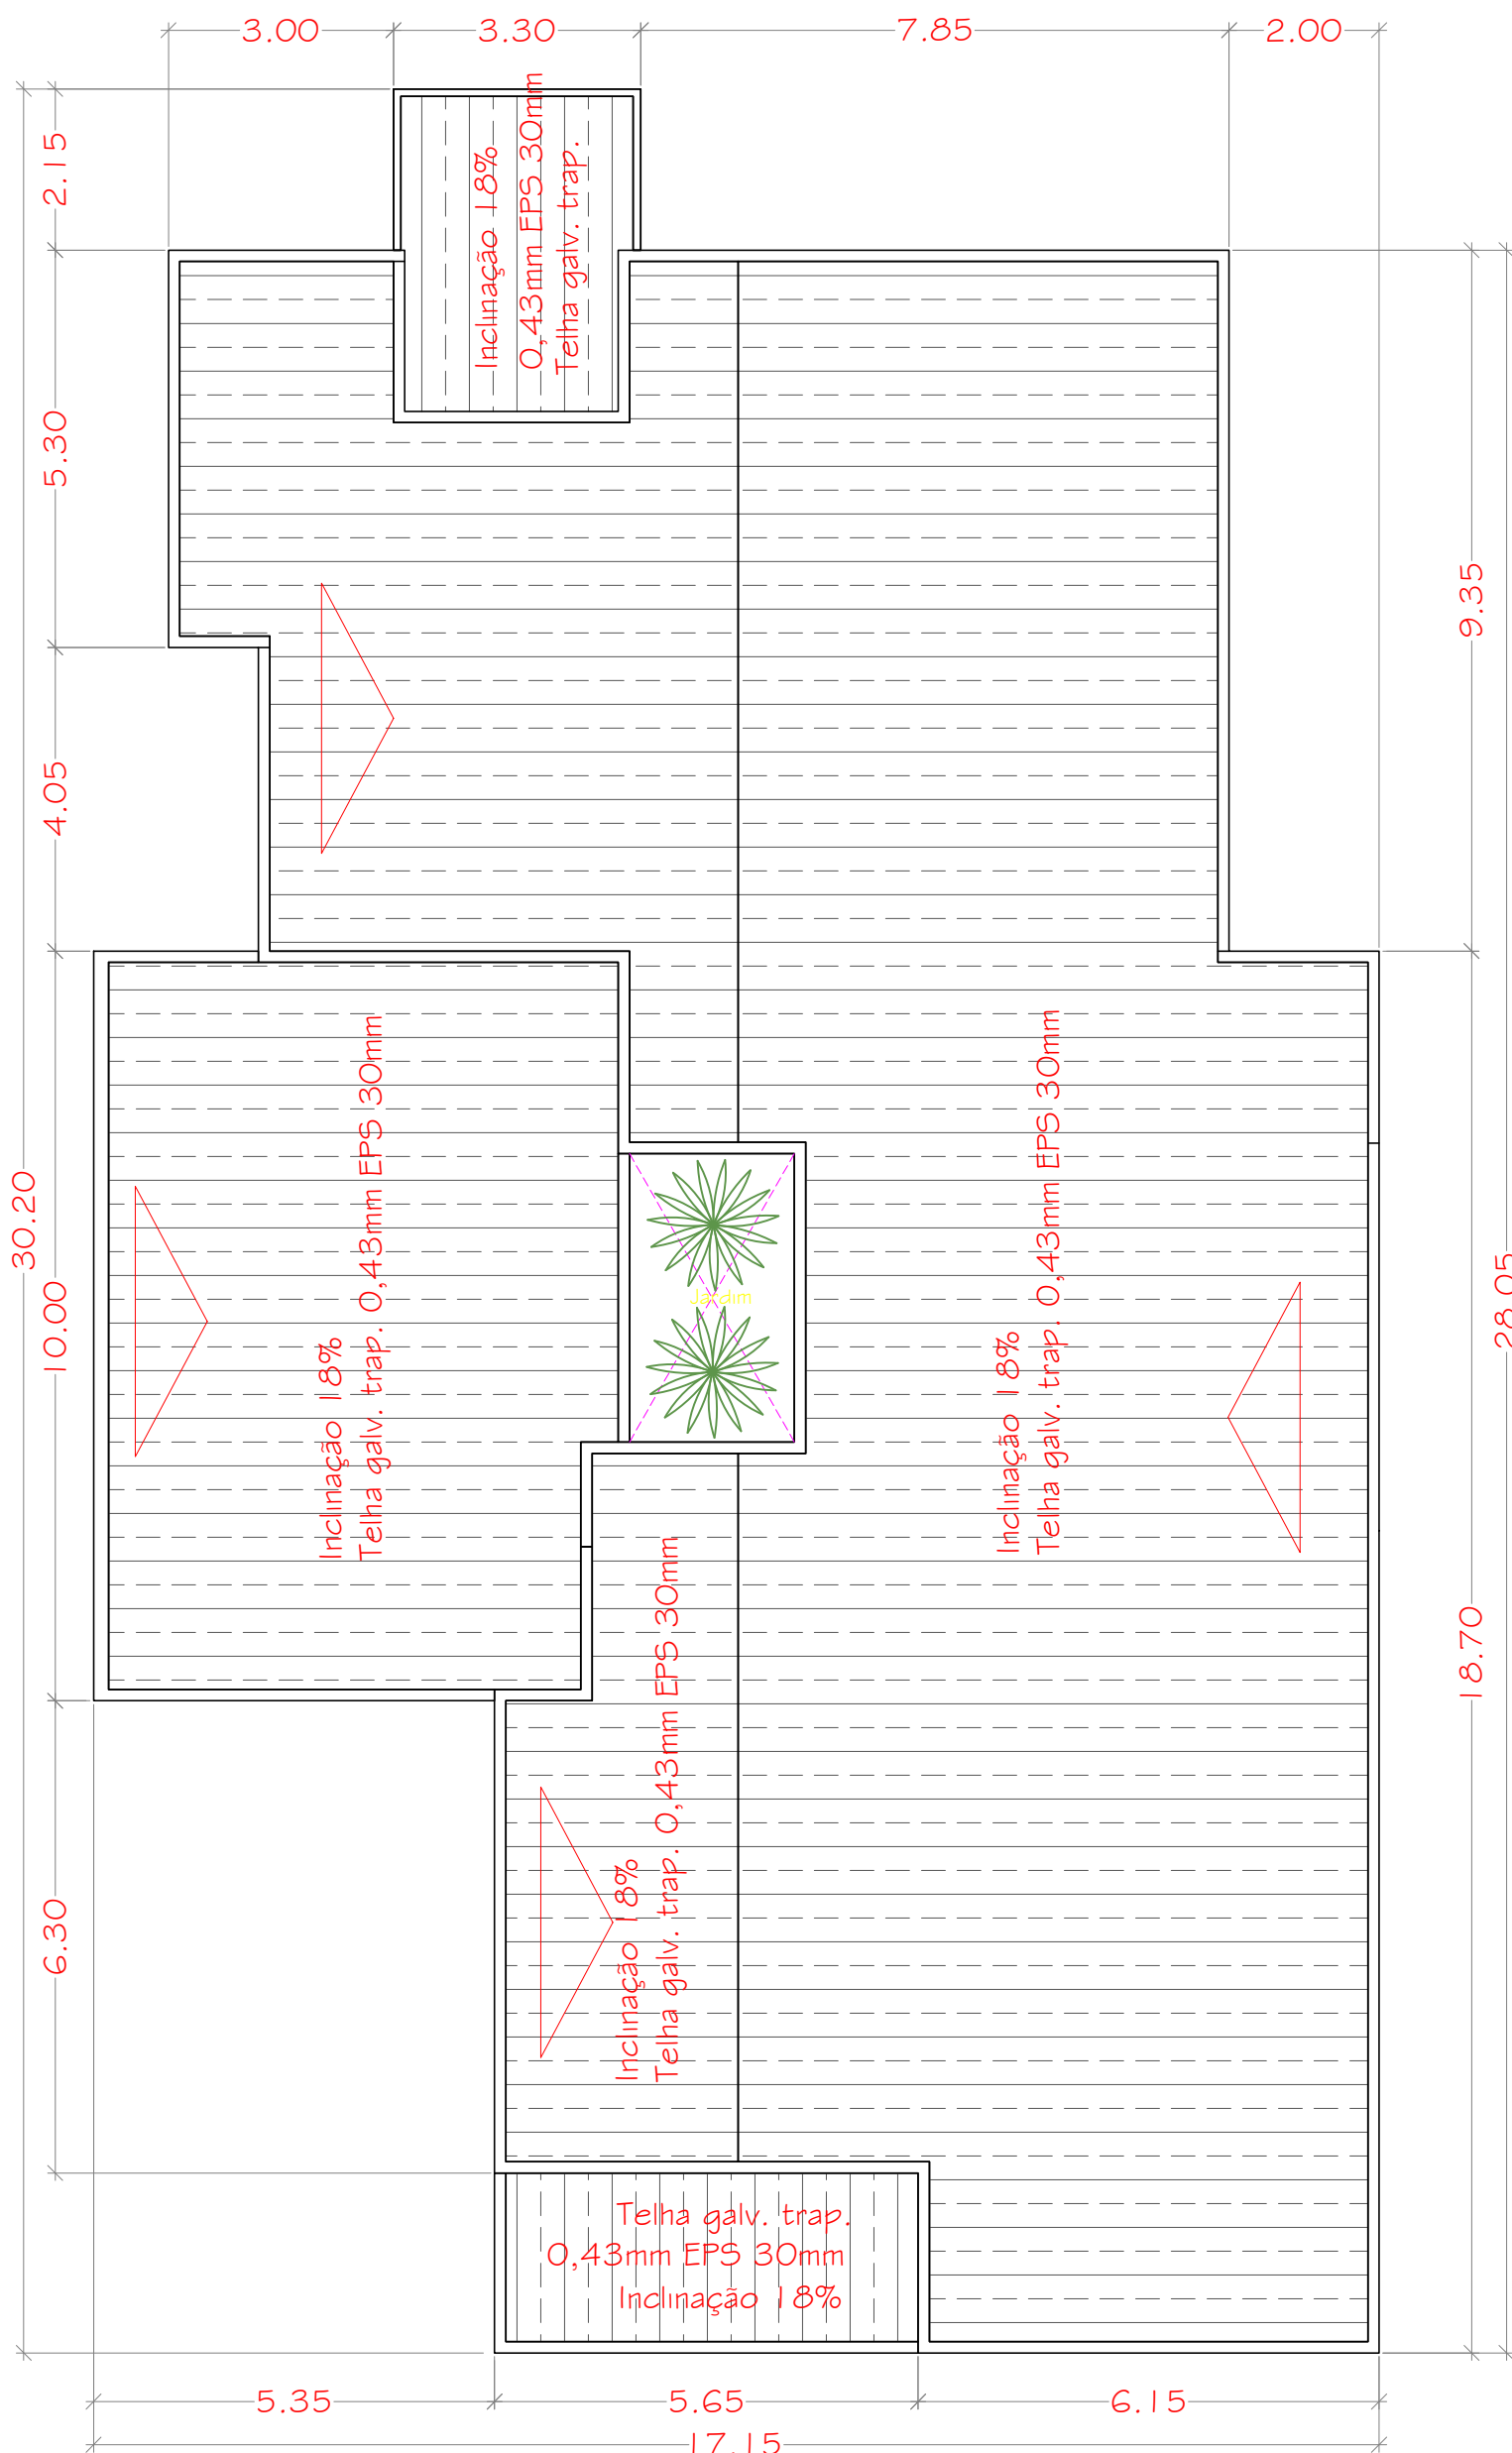 3.00
3.30
7.85
2.00
2.15
Inclinação 18%
0,43mm EPS 30mm
Telha galv. trap.
5.30
9.35
4.05
30.20
10.00
Inclinação 18%
Telha galv. trap. 0,43mm EPS 30mm
Jardim
Inclinação 18%
Telha galv. trap. 0,43mm EPS 30mm
28.05
18.70
Inclinação 18%
Telha galv. trap. 0,43mm EPS 30mm
6.30
Telha galv. trap.
0,43mm EPS 30mm
Inclinação 18%
5.35
5.65
6.15
17.15